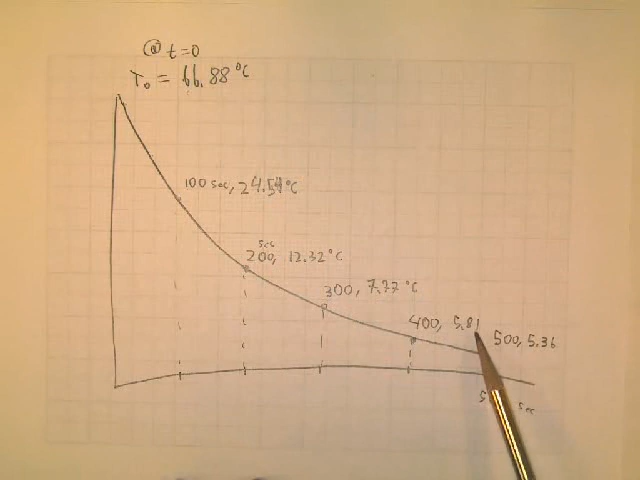 @ t=0
T₀ = 66.88 °C
100 sec, 24.54°C
sec
200, 12.32°C
300, 7.77°C
400, 5.81
500, 5.36
sec